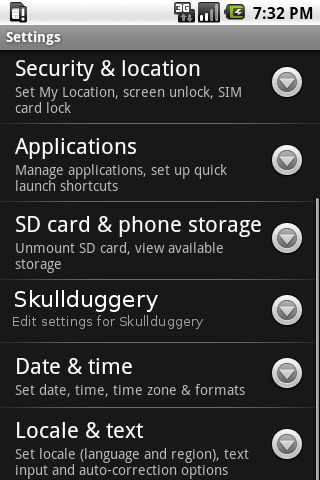 3G 7:32 PM
Settings
Security & location
Set My Location, screen unlock, SIM
card lock
Applications
Manage applications, set up quick
launch shortcuts
SD card & phone storage
Unmount SD card, view available
storage
Skullduggery
Edit settings for Skullduggery
Date & time
Set date, time, time zone & formats
Locale & text
Set locale (language and region), text
input and auto-correction options